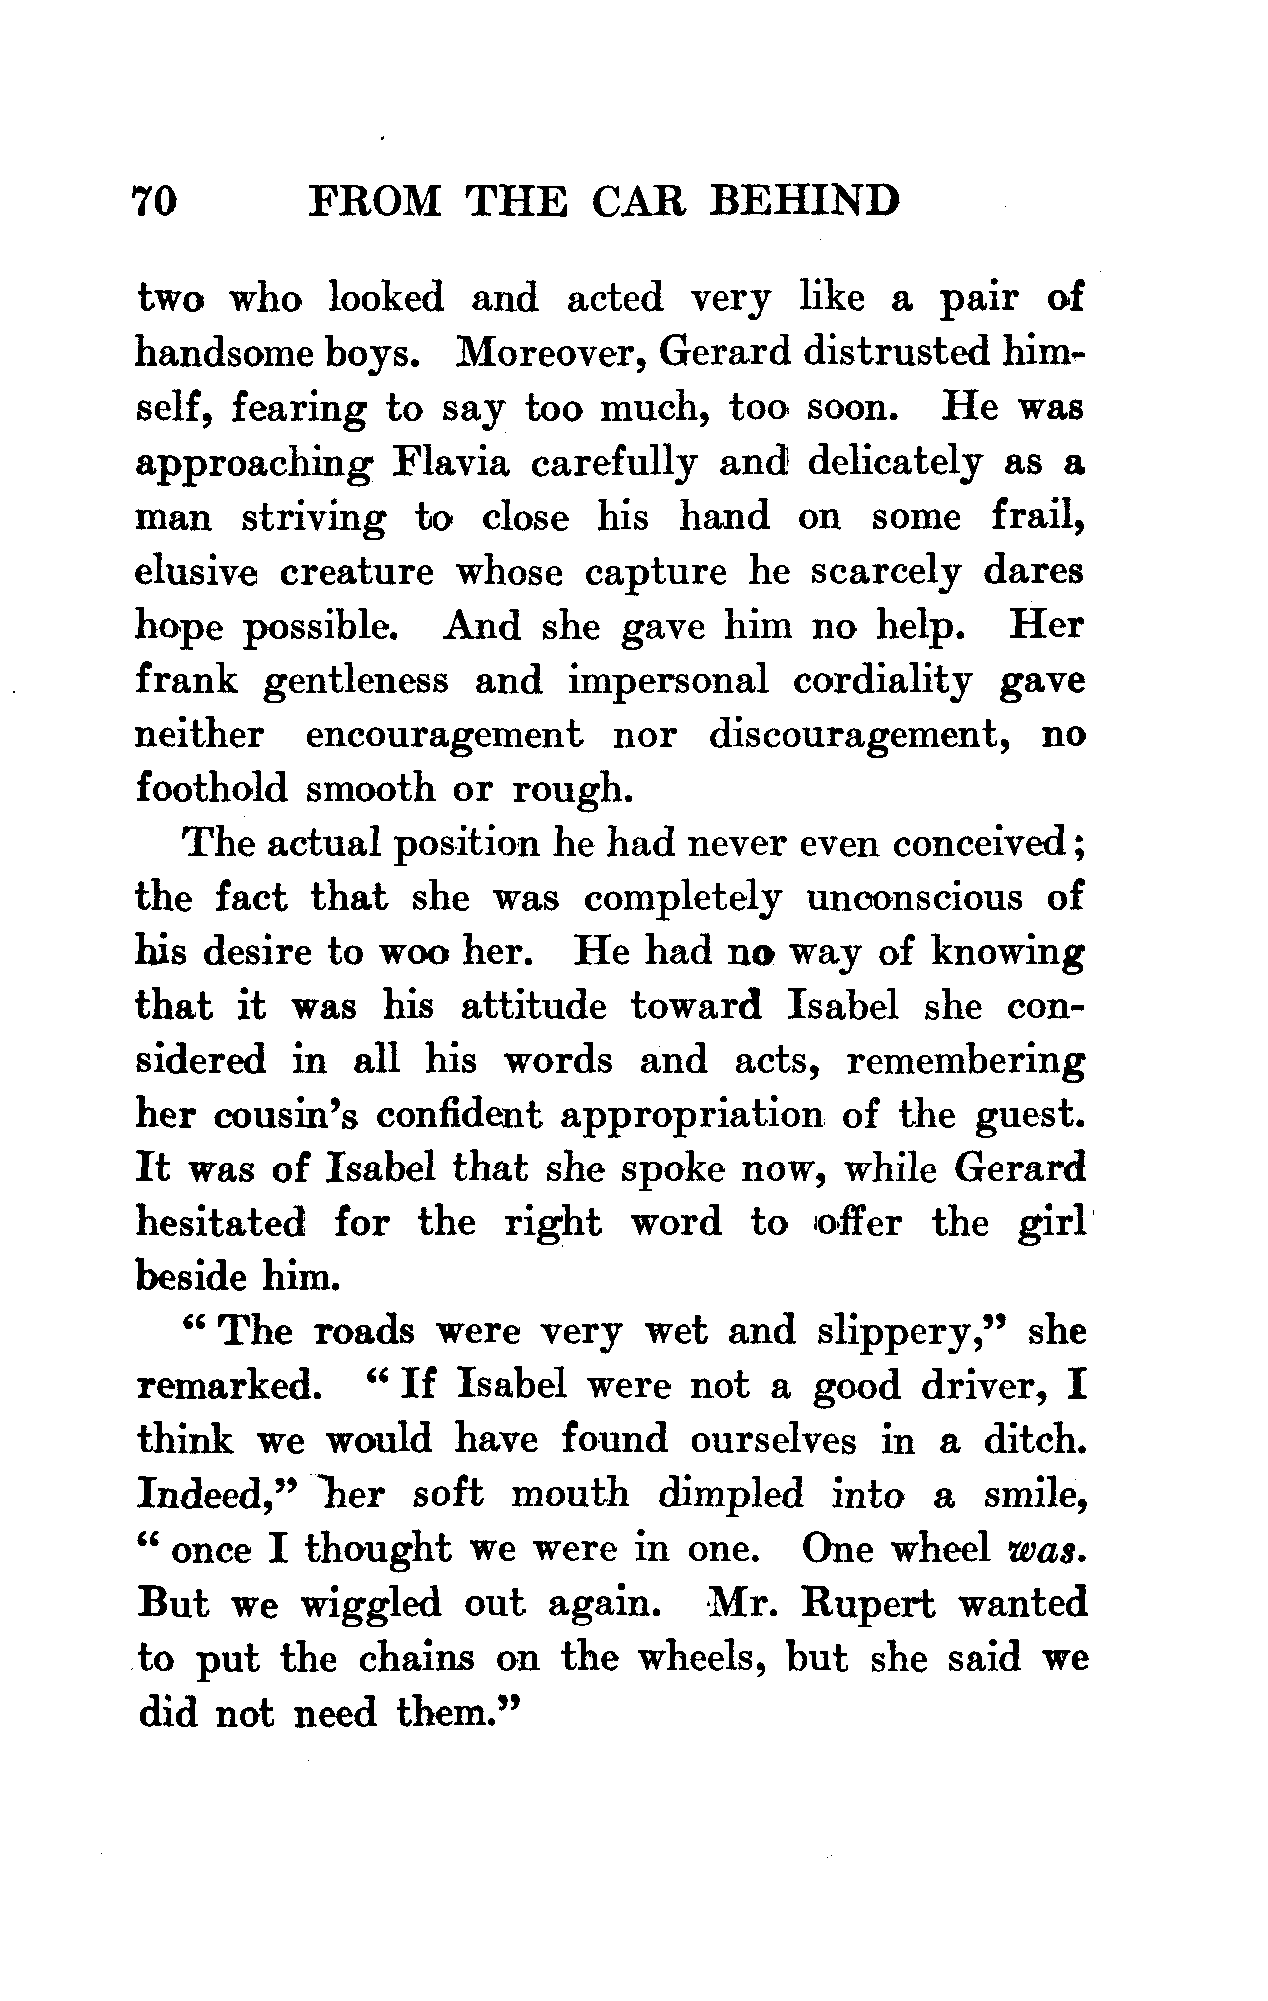 70 FROM THE CAR BEHIND
two who looked and acted very like a pair of
handsome boys. Moreover, Gerard distrusted him-
self, fearing to say too much, too soon. He was
approaching Flavia carefully and delicately as a
man striving to close his hand on some frail,
elusive creature whose capture he scarcely dares
hope possible. And she gave him no help. Her
frank gentleness and impersonal cordiality gave
neither encouragement nor discouragement, no
foothold smooth or rough.
The actual position he had never even conceived;
the fact that she was completely unconscious of
his desire to woo her. He had no way of knowing
that it was his attitude toward Isabel she con-
sidered in all his words and acts, remembering
her cousin's confident appropriation of the guest.
It was of Isabel that she spoke now, while Gerard
hesitated for the right word to offer the girl
beside him.
“ The roads were very wet and slippery,” she
remarked. “ If Isabel were not a good driver, I
think we would have found ourselves in a ditch.
Indeed,” her soft mouth dimpled into a smile,
“ once I thought we were in one. One wheel was.
But we wiggled out again. Mr. Rupert wanted
to put the chains on the wheels, but she said we
did not need them.”